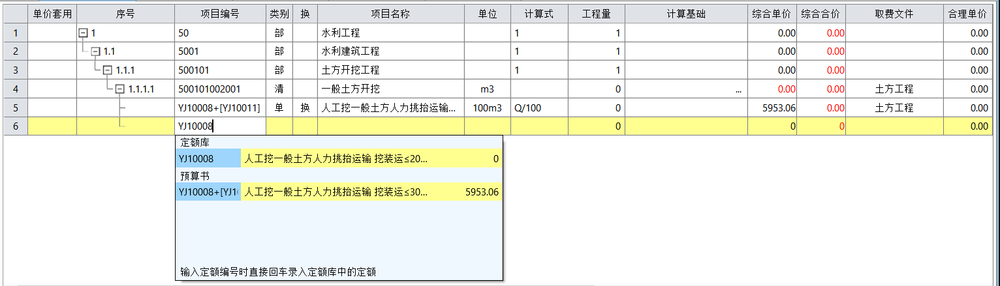 单价套用 序号 项目编号 类别 换 项目名称 单位 计算式 工程量 计算基础 综合单价 综合合价 取费文件 合理单价
1 1 50 部 水利工程 1 1 0.00 0.00 0.00
2 1.1 5001 部 水利建筑工程 1 1 0.00 0.00 0.00
3 1.1.1 500101 部 土方开挖工程 1 1 0.00 0.00 0.00
4 1.1.1.1 500101002001 清 一般土方开挖 m3 0 ... 0.00 0.00 土方工程 0.00
5 YJ10008+[YJ10011] 单 换 人工挖一般土方人力挑抬运输... 100m3 Q/100 0 5953.06 0.00 土方工程 0.00
6 YJ10008 0 0 0 0.00
定额库
YJ10008 人工挖一般土方人力挑抬运输 挖装运≤20... 0
预算书
YJ10008+[YJ1 人工挖一般土方人力挑抬运输 挖装运≤30... 5953.06
输入定额编号时直接回车录入定额库中的定额